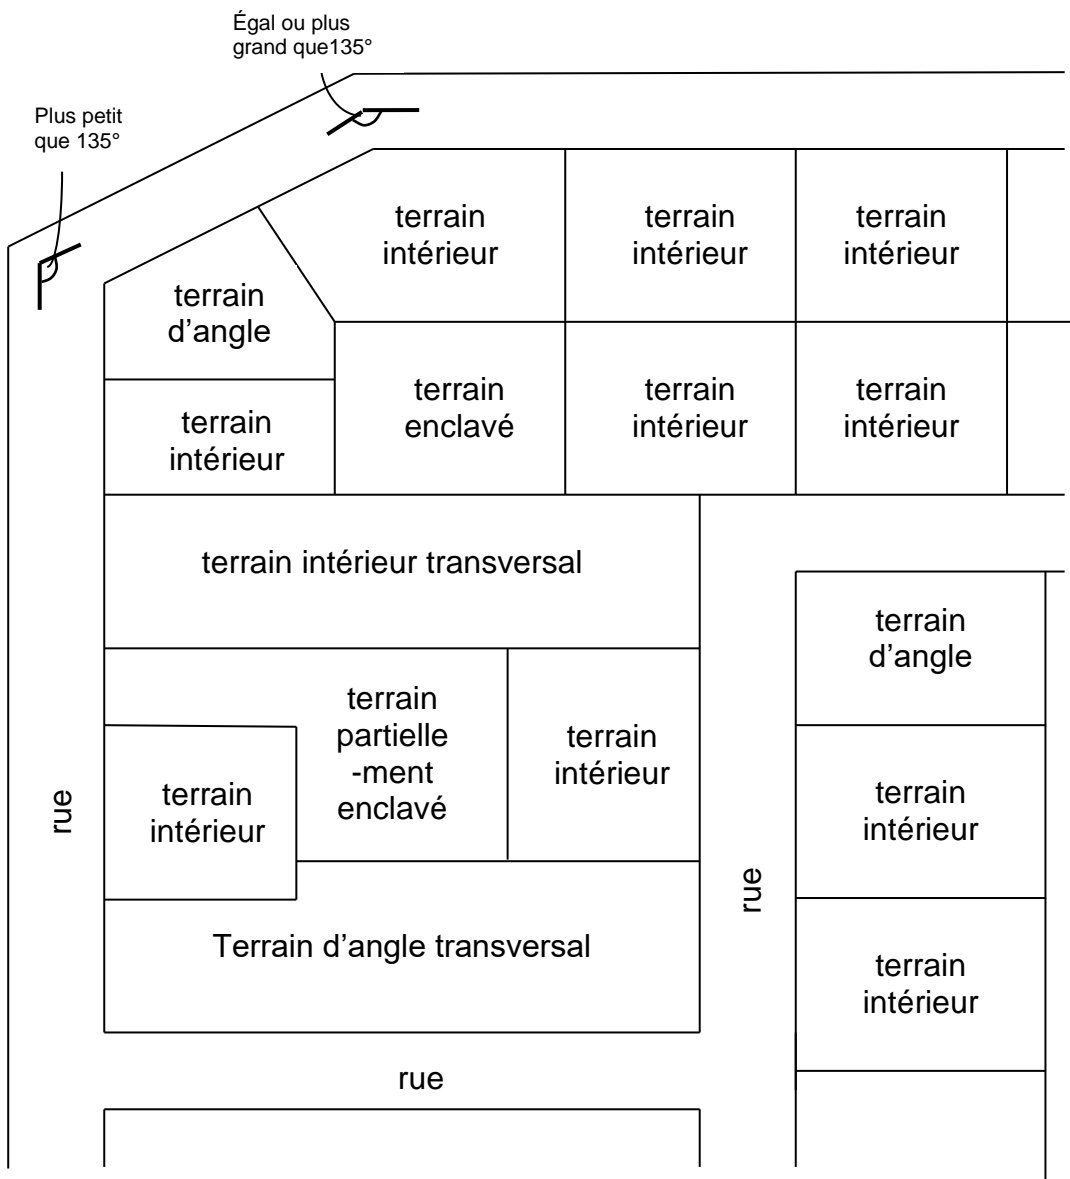 Égal ou plus
grand que135°
Plus petit
que 135°
terrain
intérieur
terrain
intérieur
terrain
intérieur
terrain
d’angle
terrain
intérieur
terrain
enclavé
terrain
intérieur
terrain
intérieur
terrain intérieur transversal
terrain
d’angle
terrain
partielle
-ment
enclavé
terrain
intérieur
terrain
intérieur
rue
terrain
intérieur
rue
Terrain d’angle transversal
terrain
intérieur
rue